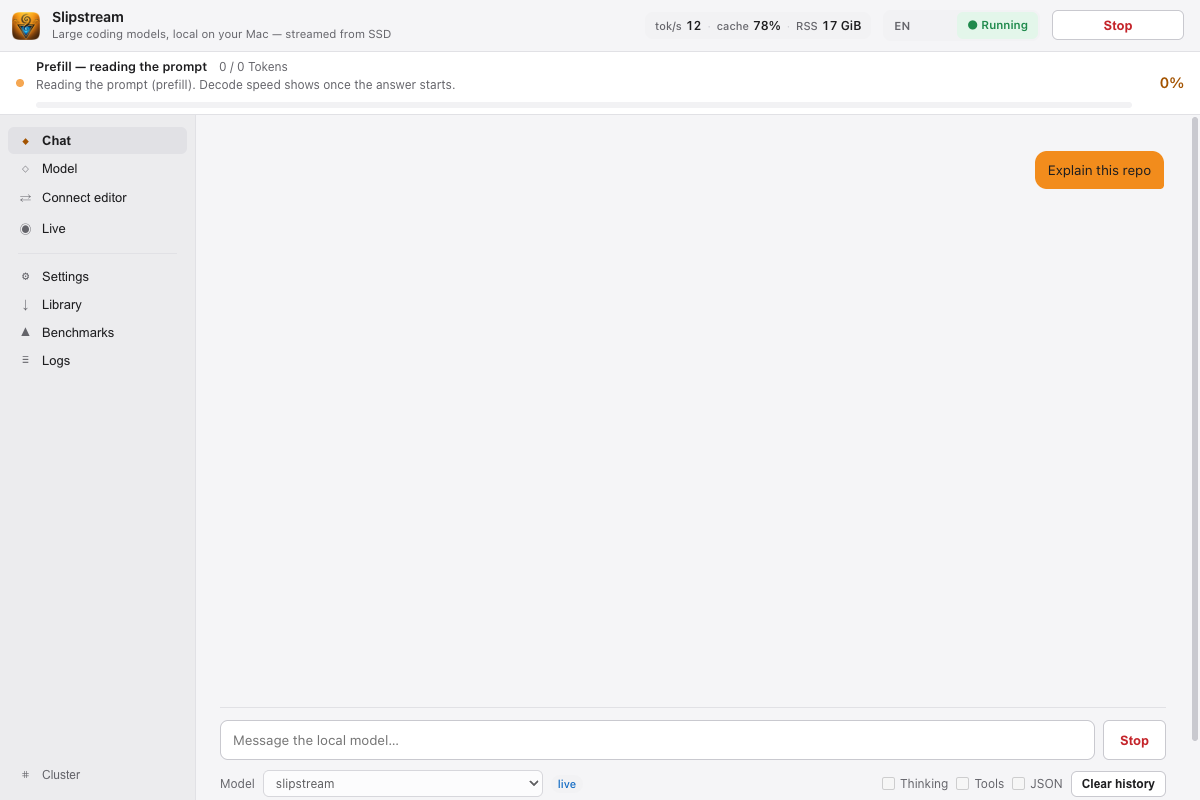 Slipstream
Large coding models, local on your Mac — streamed from SSD
tok/s 12 · cache 78% · RSS 17 GiB
EN
Running
Stop
Prefill — reading the prompt 0 / 0 Tokens
Reading the prompt (prefill). Decode speed shows once the answer starts.
0%
Chat
Model
Connect editor
Live
Settings
Library
Benchmarks
Logs
Cluster
Explain this repo
Message the local model…
Stop
Model slipstream live
Thinking Tools JSON Clear history